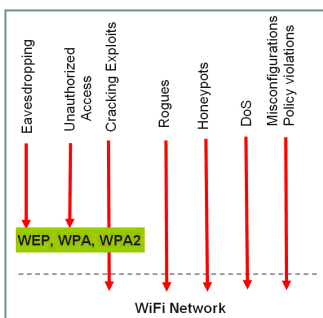 Eavesdropping
Unauthorized
Access
Cracking Exploits
Rogues
Honeypots
DoS
Misconfigurations
Policy violations
WEP, WPA, WPA2
WiFi Network